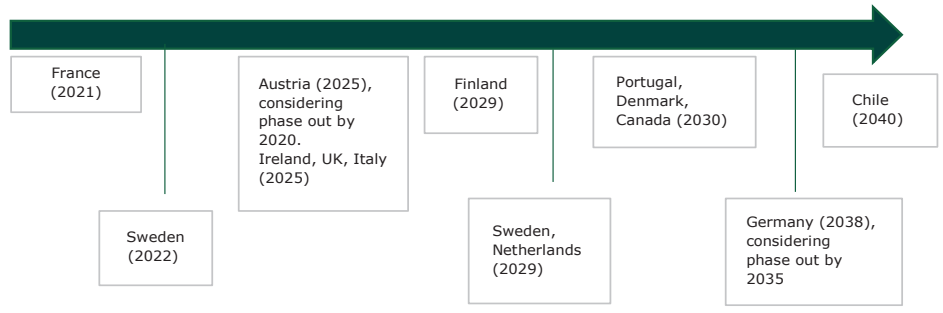 France
(2021)
Sweden
(2022)
Austria (2025),
considering
phase out by
2020.
Ireland, UK, Italy
(2025)
Finland
(2029)
Sweden,
Netherlands
(2029)
Portugal,
Denmark,
Canada (2030)
Germany (2038),
considering
phase out by
2035
Chile
(2040)